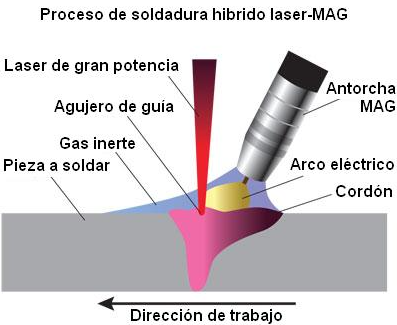 Proceso de soldadura hibrido laser-MAG
Laser de gran potencia
Antorcha
MAG
Agujero de guía
Gas inerte
Arco eléctrico
Pieza a soldar
Cordón
Dirección de trabajo